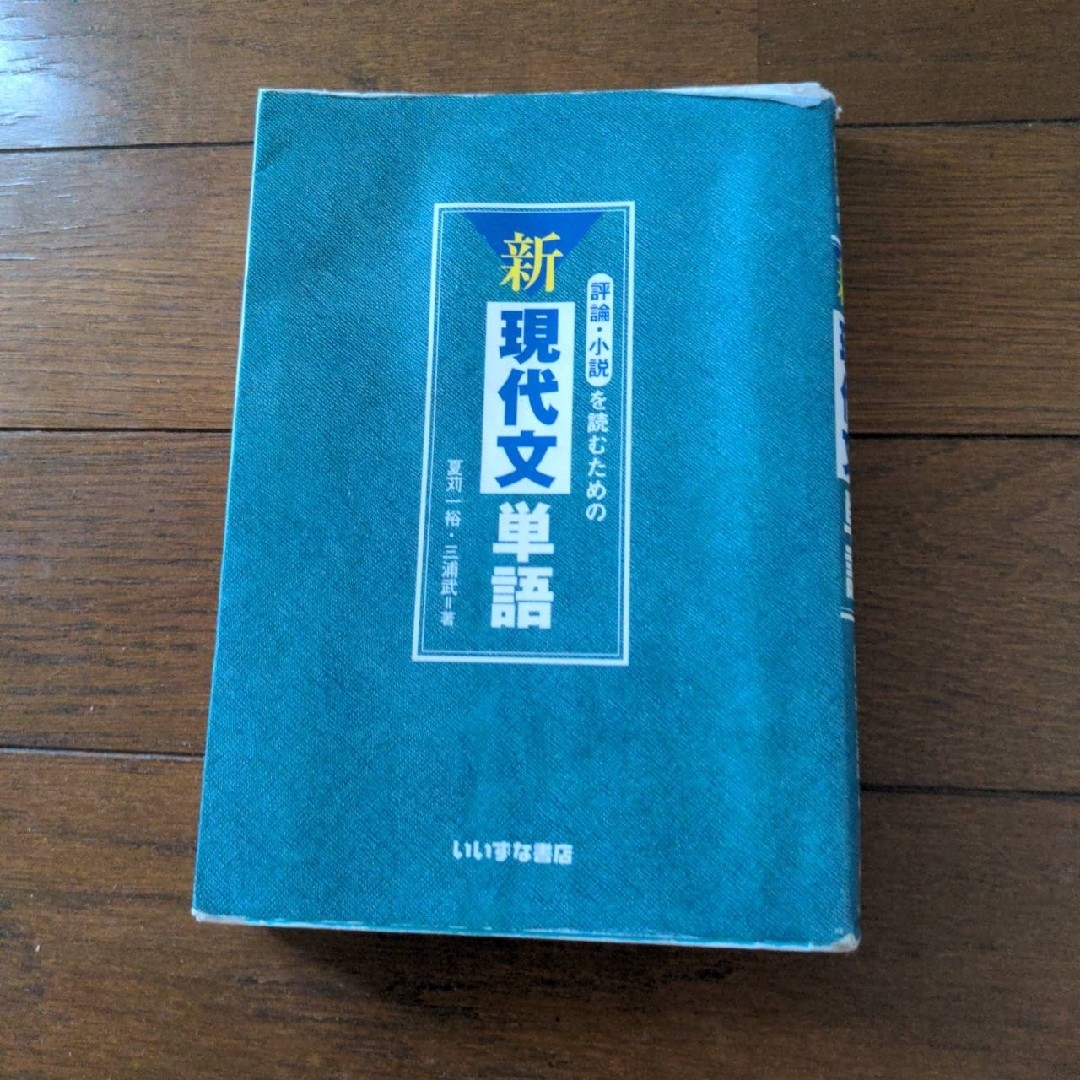 評論・小説を読むための
新現代文単語
夏苅一裕・三浦武=著
いいずな書店